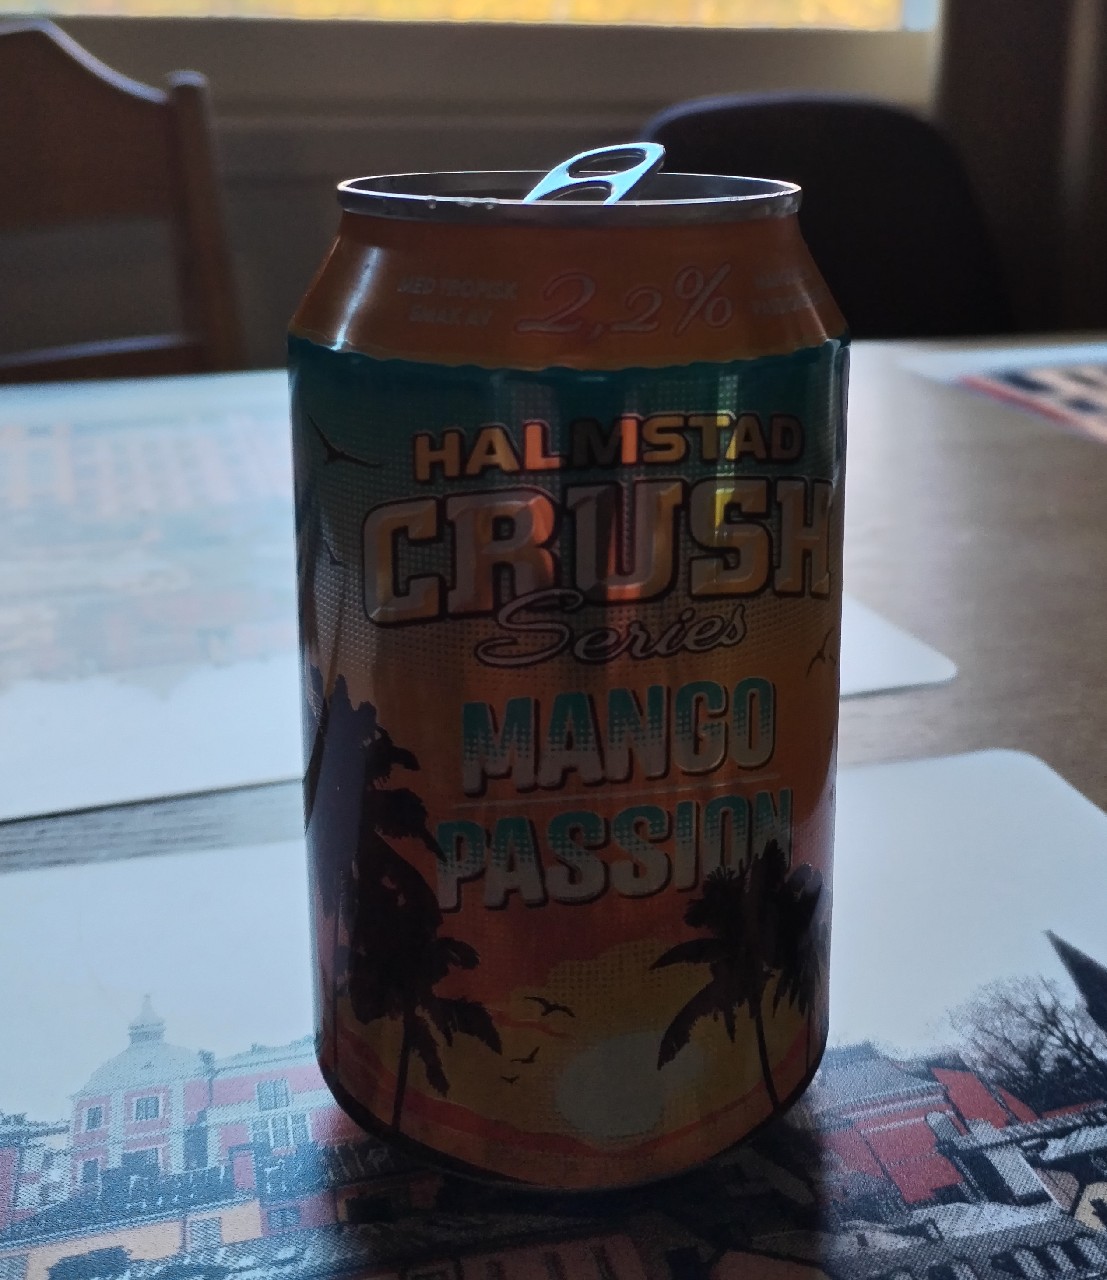 MED TROPISK
SMAK AV
2,2%
HALMSTAD
CRUSH
Series
MANGO
PASSION